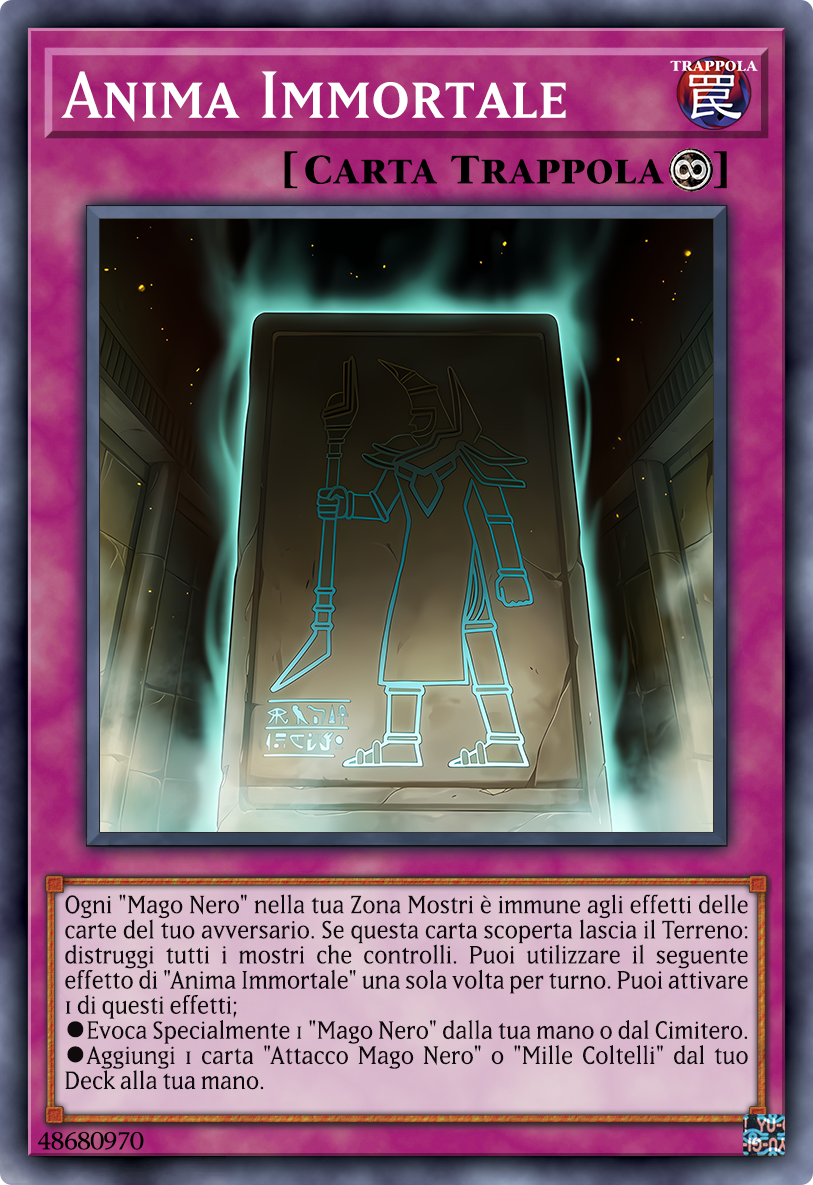 Anima Immortale
TRAPPOLA
罠
[Carta Trappola]
Ogni "Mago Nero" nella tua Zona Mostri è immune agli effetti delle
carte del tuo avversario. Se questa carta scoperta lascia il Terreno:
distruggi tutti i mostri che controlli. Puoi utilizzare il seguente
effetto di "Anima Immortale" una sola volta per turno. Puoi attivare
1 di questi effetti;
●Evoca Specialmente 1 "Mago Nero" dalla tua mano o dal Cimitero.
●Aggiungi 1 carta "Attacco Mago Nero" o "Mille Coltelli" dal tuo
Deck alla tua mano.
48680970